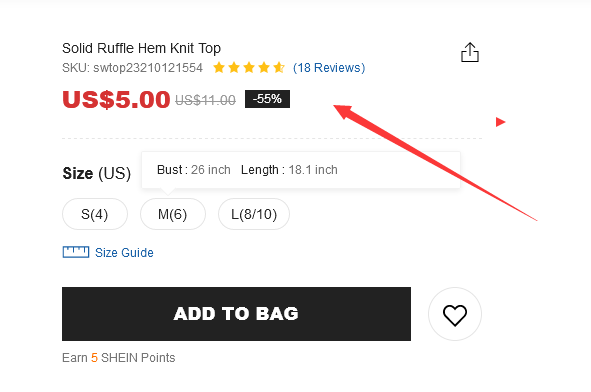 Solid Ruffle Hem Knit Top
SKU: swtop23210121554 (18 Reviews)
US$5.00 US$11.00 -55%
Size (US) Bust : 26 inch Length : 18.1 inch
S(4) M(6) L(8/10)
Size Guide
ADD TO BAG
Earn 5 SHEIN Points